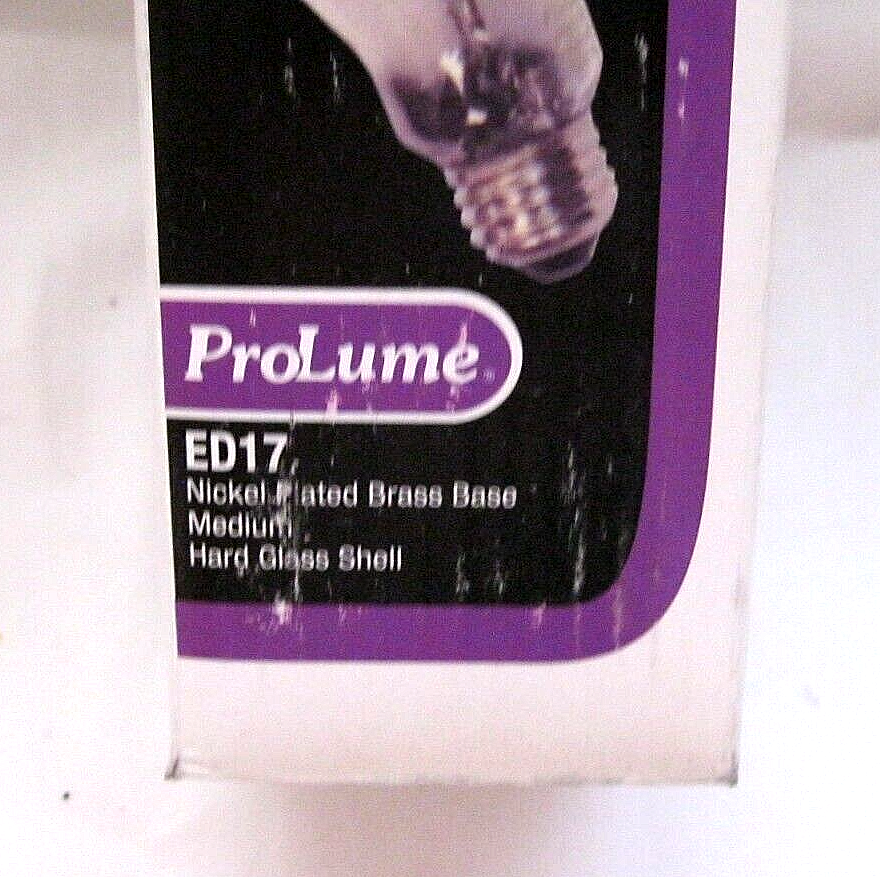 ProLume
ED17
Nickel Plated Brass Base
Medium
Hard Glass Shell